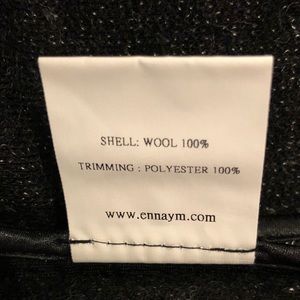 SHELL: WOOL 100%
TRIMMING : POLYESTER 100%
www.ennaym.com